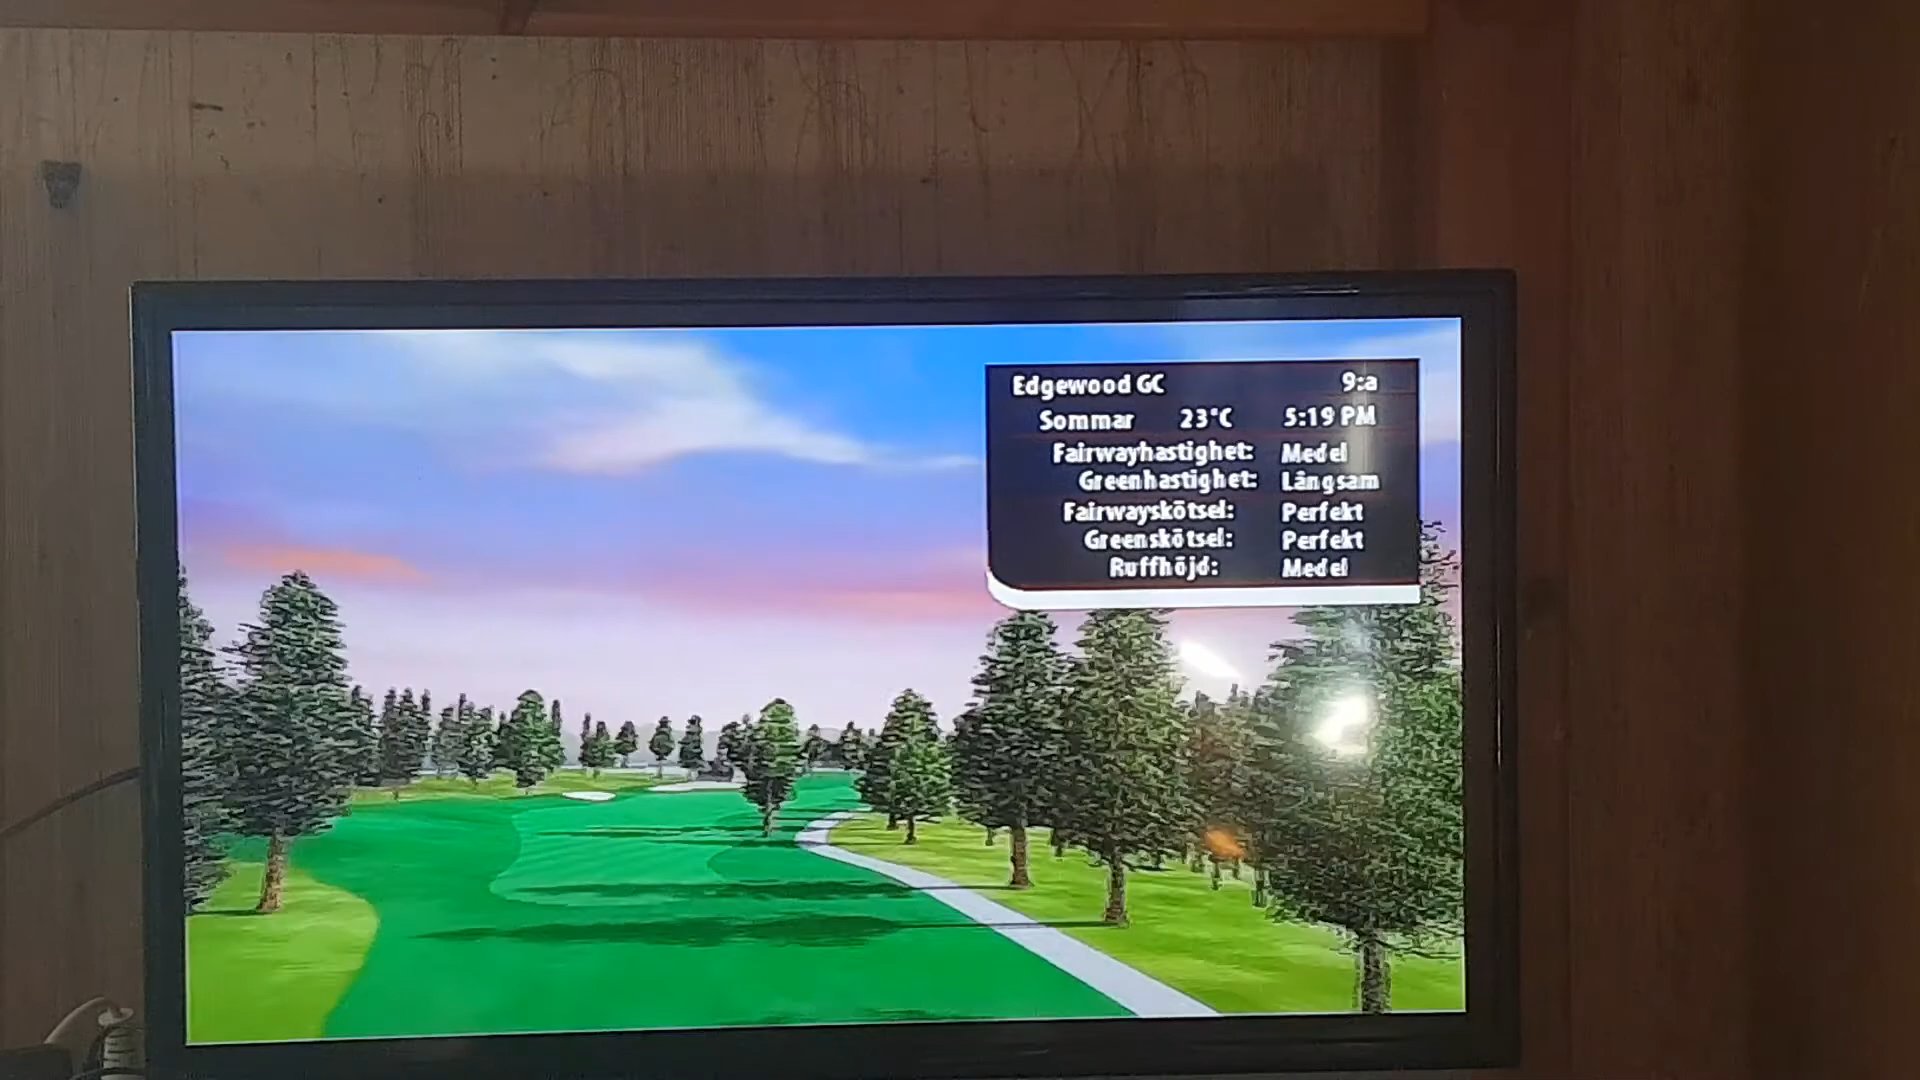 Edgewood GC 9:a
Sommar 23°C 5:19 PM
Fairwayhastighet: Medel
Greenhastighet: Långsam
Fairwayskötsel: Perfekt
Greenskötsel: Perfekt
Ruffhöjd: Medel